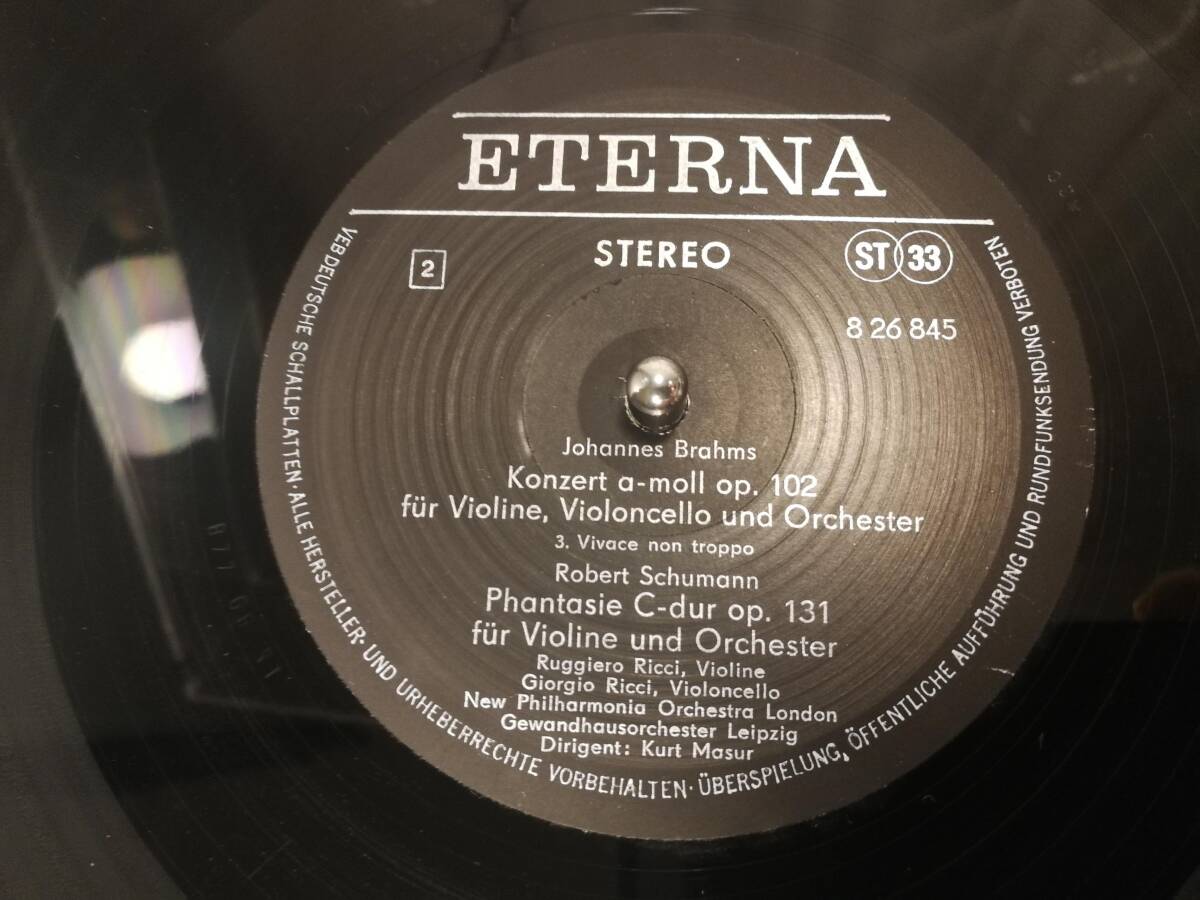 ETERNA
STEREO
2
ST 33
8 26 845
Johannes Brahms
Konzert a-moll op. 102
für Violine, Violoncello und Orchester
3. Vivace non troppo
Robert Schumann
Phantasie C-dur op. 131
für Violine und Orchester
Ruggiero Ricci, Violine
Giorgio Ricci, Violoncello
New Philharmonia Orchestra London
Gewandhausorchester Leipzig
Dirigent: Kurt Masur
VEB DEUTSCHE SCHALLPLATTEN · ALLE HERSTELLER- UND URHEBERRECHTE VORBEHALTEN · ÜBERSPIELUNG, ÖFFENTLICHE AUFFÜHRUNG UND RUNDFUNKSENDUNG VERBOTEN